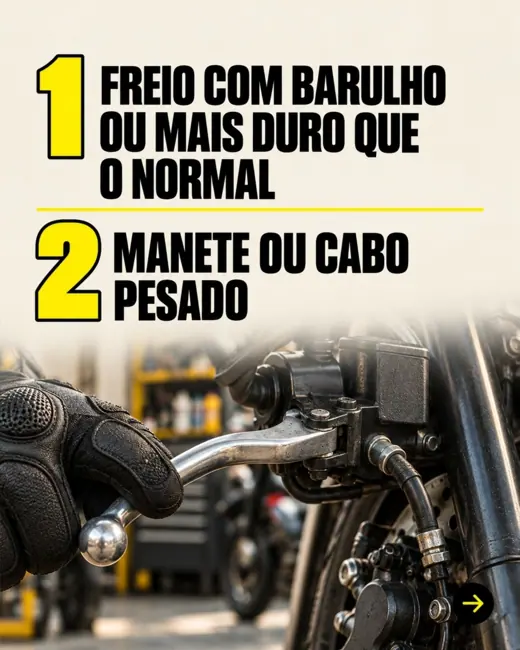 1 FREIO COM BARULHO
OU MAIS DURO QUE
O NORMAL
2 MANETE OU CABO
PESADO